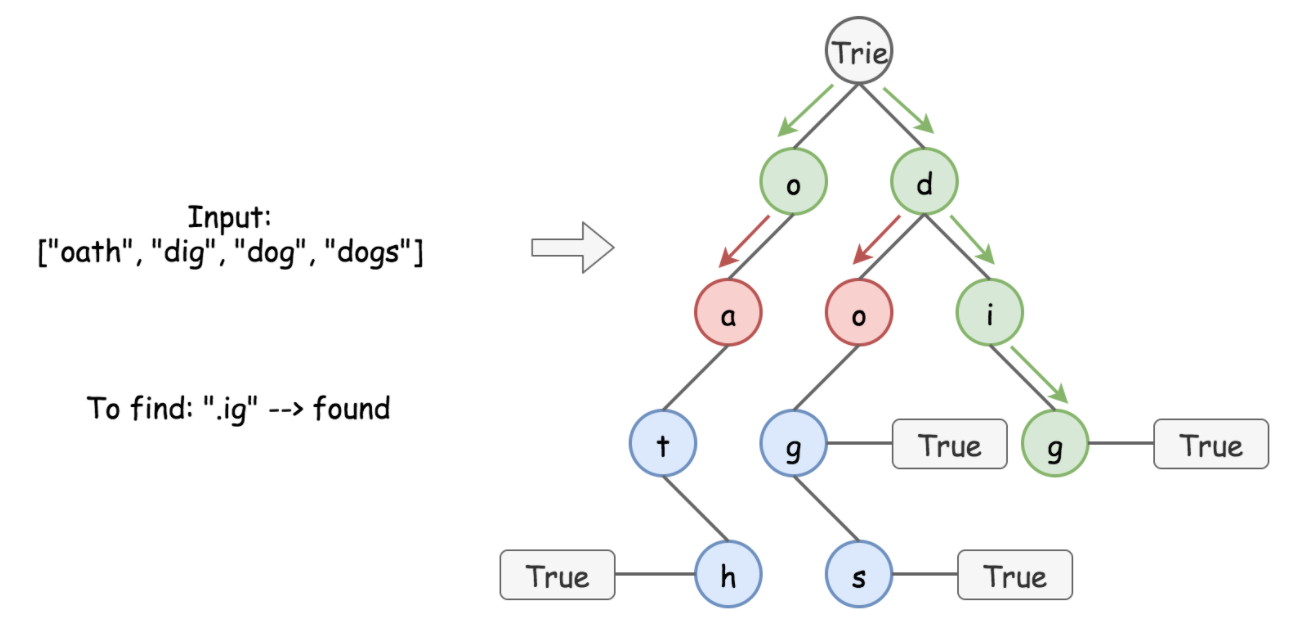 Trie
o
d
Input:
["oath", "dig", "dog", "dogs"]
a
o
i
To find: ".ig" --> found
t
g
True
g
True
True
h
s
True